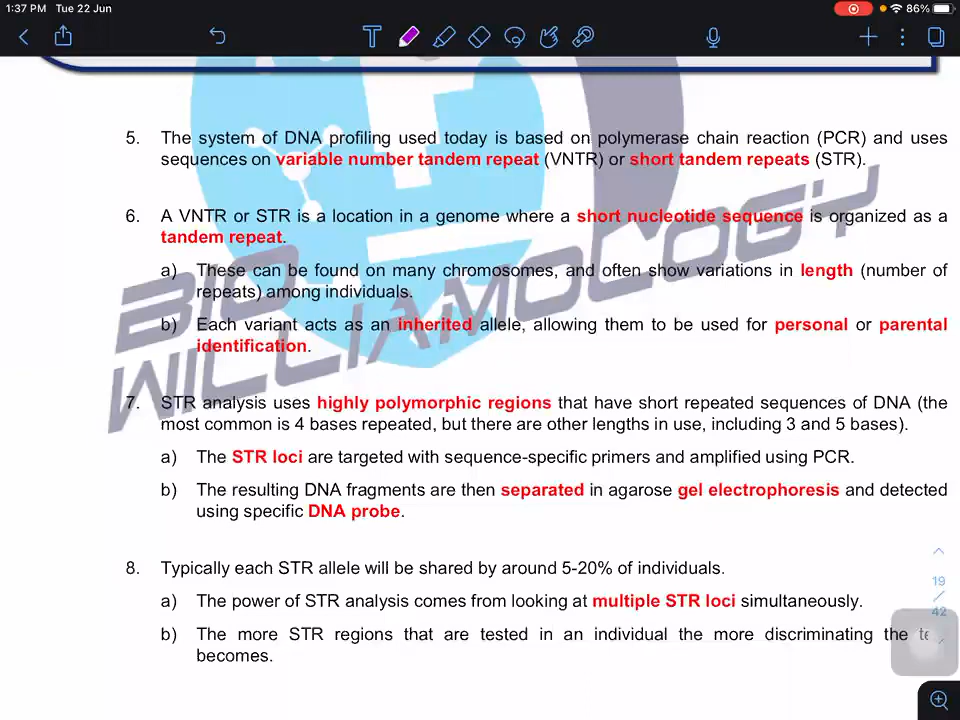 1:37 PM Tue 22 Jun
86%
5. The system of DNA profiling used today is based on polymerase chain reaction (PCR) and uses
sequences on variable number tandem repeat (VNTR) or short tandem repeats (STR).
6. A VNTR or STR is a location in a genome where a short nucleotide sequence is organized as a
tandem repeat.
a) These can be found on many chromosomes, and often show variations in length (number of
repeats) among individuals.
b) Each variant acts as an inherited allele, allowing them to be used for personal or parental
identification.
BIO
WILLIAMOLOGY
7. STR analysis uses highly polymorphic regions that have short repeated sequences of DNA (the
most common is 4 bases repeated, but there are other lengths in use, including 3 and 5 bases).
a) The STR loci are targeted with sequence-specific primers and amplified using PCR.
b) The resulting DNA fragments are then separated in agarose gel electrophoresis and detected
using specific DNA probe.
8. Typically each STR allele will be shared by around 5-20% of individuals.
a) The power of STR analysis comes from looking at multiple STR loci simultaneously.
b) The more STR regions that are tested in an individual the more discriminating the
becomes.
19
/
42